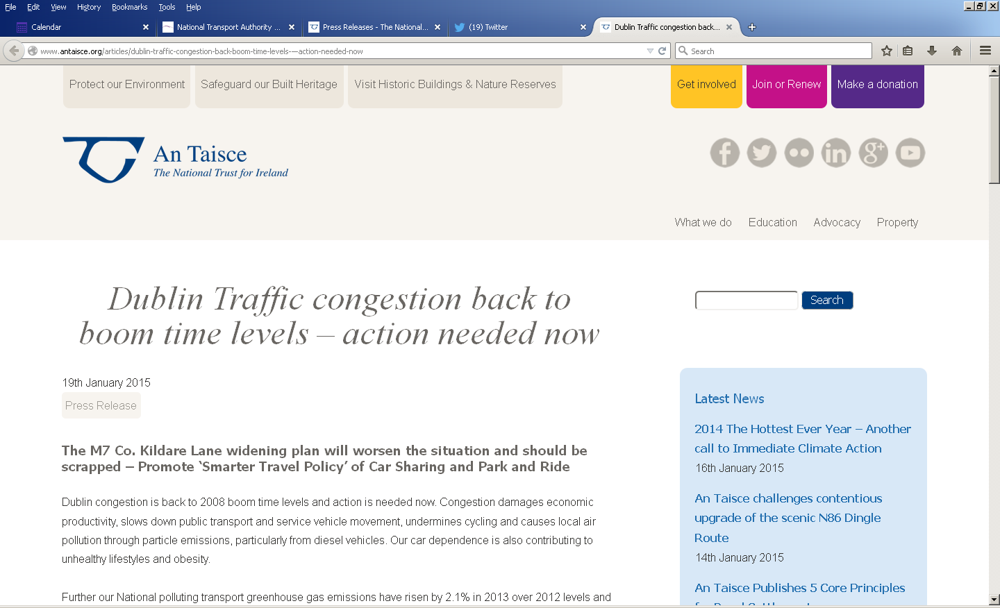 File Edit View History Bookmarks Tools Help
Calendar
National Transport Authority ...
Press Releases - The National...
(19) Twitter
Dublin Traffic congestion back...
www.antaisce.org/articles/dublin-traffic-congestion-back-boom-time-levels-—action-needed-now
Search
Protect our Environment
Safeguard our Built Heritage
Visit Historic Buildings & Nature Reserves
Get involved
Join or Renew
Make a donation
An Taisce
The National Trust for Ireland
What we do Education Advocacy Property
Dublin Traffic congestion back to
boom time levels – action needed now
Search
19th January 2015
Press Release
The M7 Co. Kildare Lane widening plan will worsen the situation and should be
scrapped – Promote ‘Smarter Travel Policy’ of Car Sharing and Park and Ride
Dublin congestion is back to 2008 boom time levels and action is needed now. Congestion damages economic
productivity, slows down public transport and service vehicle movement, undermines cycling and causes local air
pollution through particle emissions, particularly from diesel vehicles. Our car dependence is also contributing to
unhealthy lifestyles and obesity.
Further our National polluting transport greenhouse gas emissions have risen by 2.1% in 2013 over 2012 levels and
Latest News
2014 The Hottest Ever Year – Another
call to Immediate Climate Action
16th January 2015
An Taisce challenges contentious
upgrade of the scenic N86 Dingle
Route
14th January 2015
An Taisce Publishes 5 Core Principles